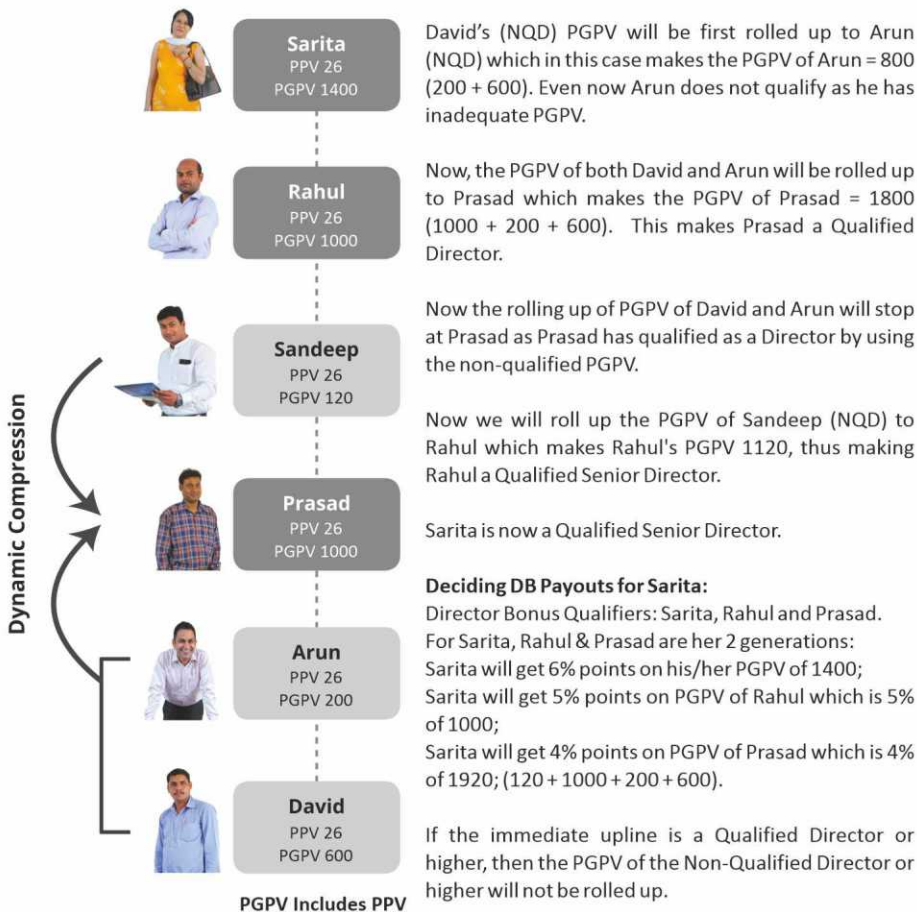 Dynamic Compression
Sarita
PPV 26
PGPV 1400
Rahul
PPV 26
PGPV 1000
Sandeep
PPV 26
PGPV 120
Prasad
PPV 26
PGPV 1000
Arun
PPV 26
PGPV 200
David
PPV 26
PGPV 600
PGPV Includes PPV
David's (NQD) PGPV will be first rolled up to Arun
(NQD) which in this case makes the PGPV of Arun = 800
(200 + 600). Even now Arun does not qualify as he has
inadequate PGPV.
Now, the PGPV of both David and Arun will be rolled up
to Prasad which makes the PGPV of Prasad = 1800
(1000 + 200 + 600). This makes Prasad a Qualified
Director.
Now the rolling up of PGPV of David and Arun will stop
at Prasad as Prasad has qualified as a Director by using
the non-qualified PGPV.
Now we will roll up the PGPV of Sandeep (NQD) to
Rahul which makes Rahul's PGPV 1120, thus making
Rahul a Qualified Senior Director.
Sarita is now a Qualified Senior Director.
Deciding DB Payouts for Sarita:
Director Bonus Qualifiers: Sarita, Rahul and Prasad.
For Sarita, Rahul & Prasad are her 2 generations:
Sarita will get 6% points on his/her PGPV of 1400;
Sarita will get 5% points on PGPV of Rahul which is 5%
of 1000;
Sarita will get 4% points on PGPV of Prasad which is 4%
of 1920; (120 + 1000 + 200 + 600).
If the immediate upline is a Qualified Director or
higher, then the PGPV of the Non-Qualified Director or
higher will not be rolled up.